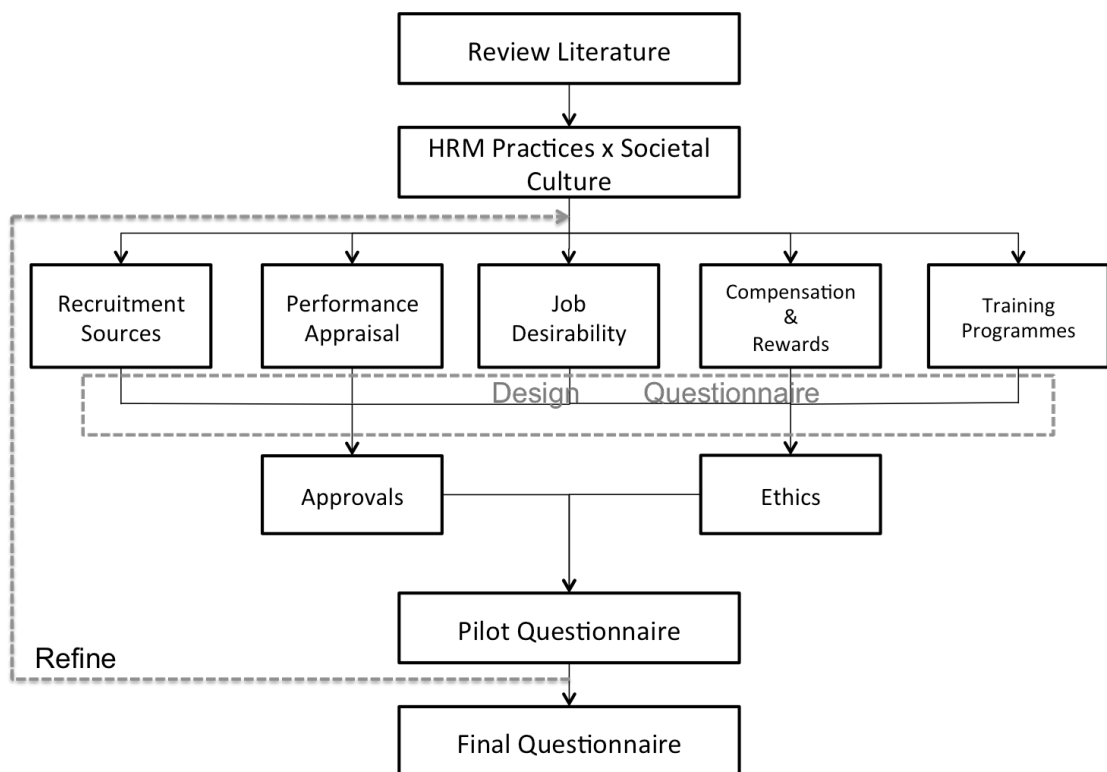 Review Literature
HRM Practices x Societal
Culture
Recruitment
Sources
Performance
Appraisal
Job
Desirability
Compensation
&
Rewards
Training
Programmes
Design Questionnaire
Approvals
Ethics
Pilot Questionnaire
Refine
Final Questionnaire